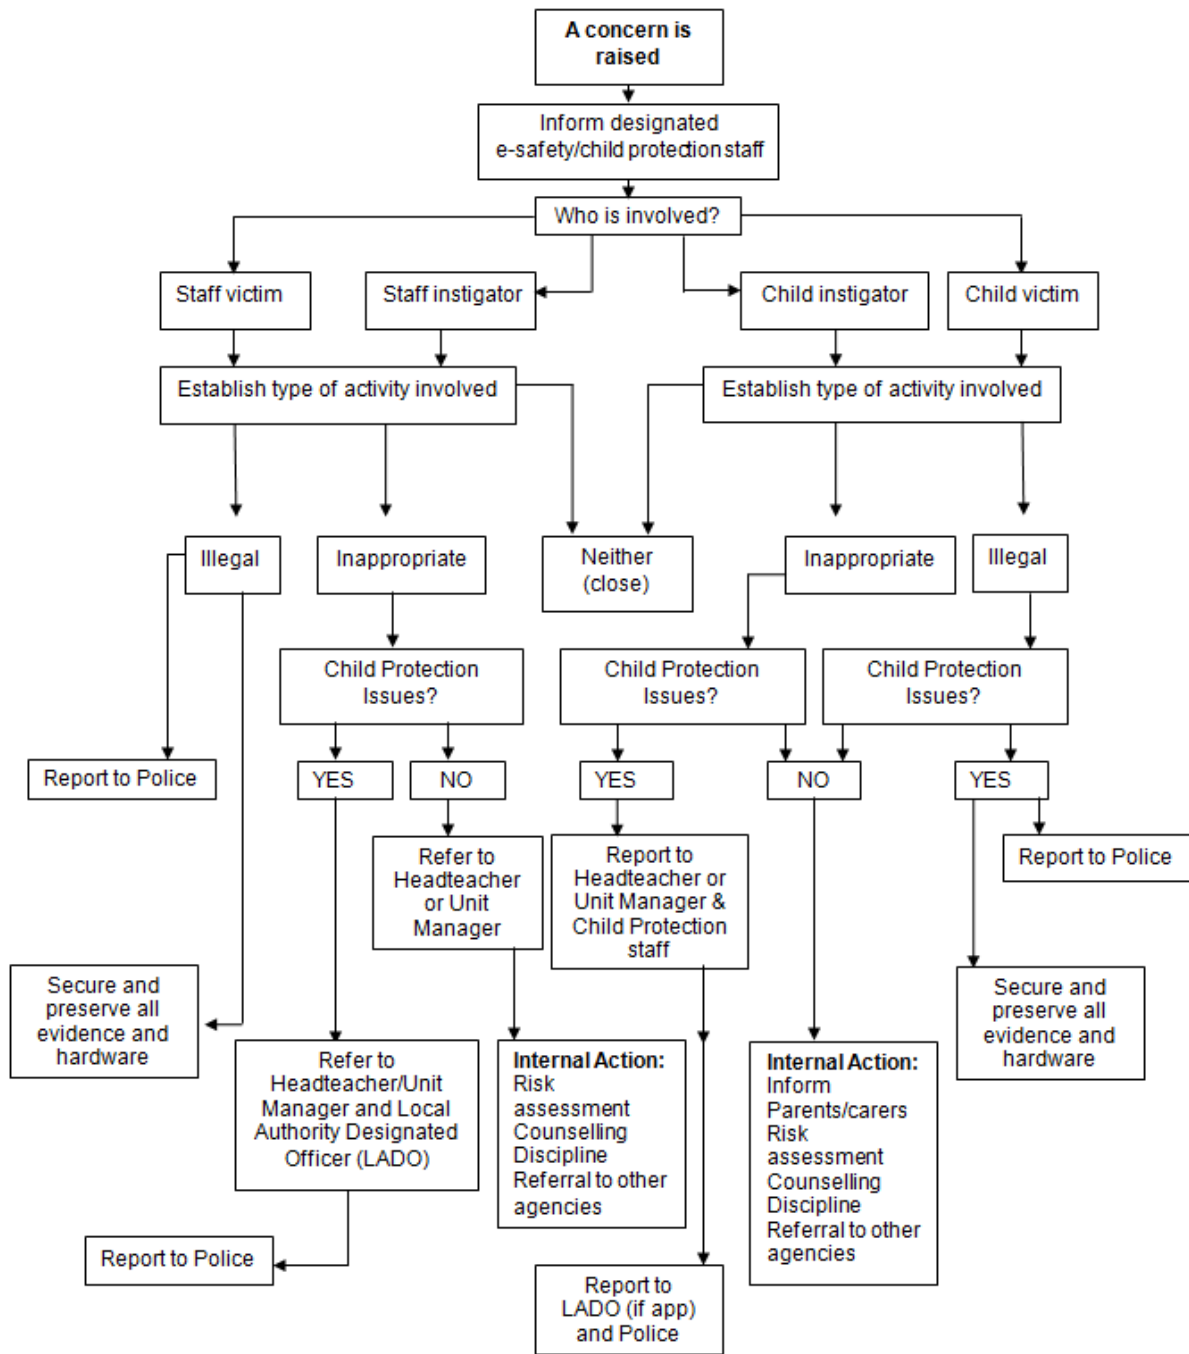 A concern is
raised
Inform designated
e-safety/child protection staff
Who is involved?
Staff victim
Staff instigator
Child instigator
Child victim
Establish type of activity involved
Establish type of activity involved
Illegal
Inappropriate
Neither
(close)
Inappropriate
Illegal
Child Protection
Issues?
Child Protection
Issues?
Child Protection
Issues?
Report to Police
YES
NO
YES
NO
YES
Refer to
Headteacher
or Unit
Manager
Report to
Headteacher or
Unit Manager &
Child Protection
staff
Report to Police
Secure and
preserve all
evidence and
hardware
Secure and
preserve all
evidence and
hardware
Refer to
Headteacher/Unit
Manager and Local
Authority Designated
Officer (LADO)
Internal Action:
Risk
assessment
Counselling
Discipline
Referral to other
agencies
Internal Action:
Inform
Parents/carers
Risk
assessment
Counselling
Discipline
Referral to other
agencies
Report to Police
Report to
LADO (if app)
and Police